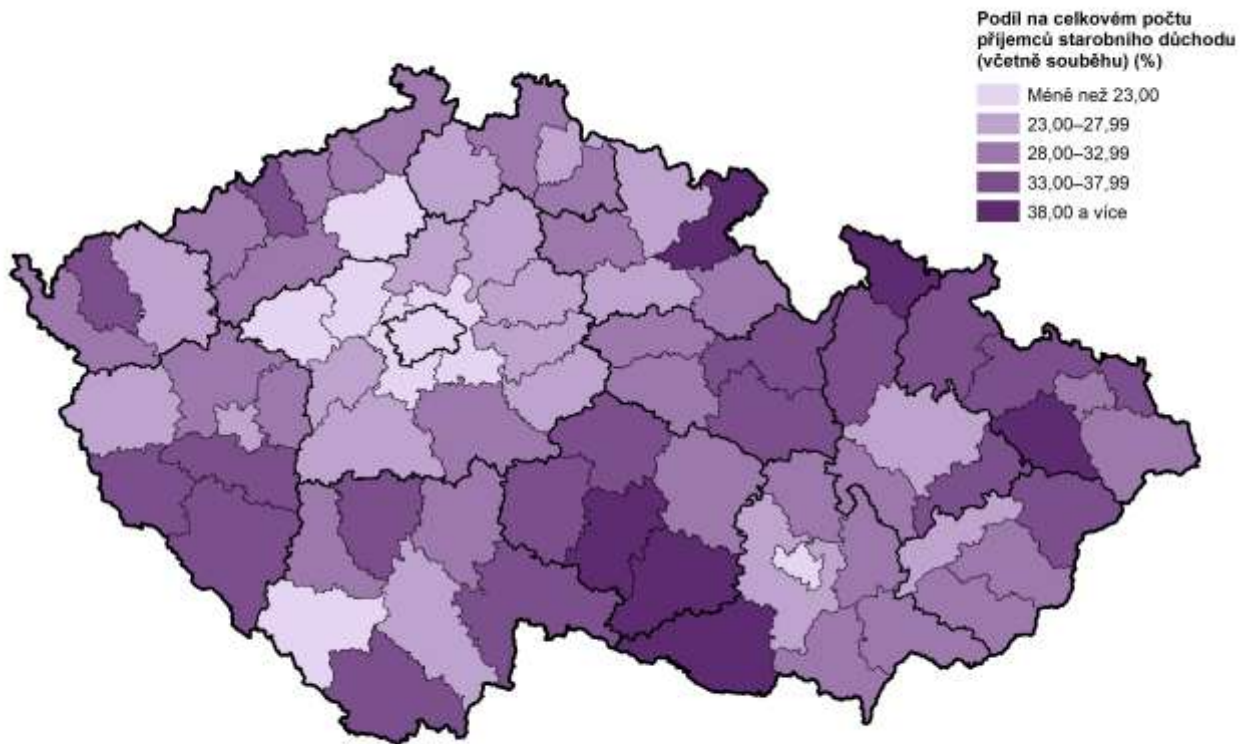 Podíl na celkovém počtu
příjemců starobního důchodu
(včetně souběhu) (%)
Méně než 23,00
23,00–27,99
28,00–32,99
33,00–37,99
38,00 a více